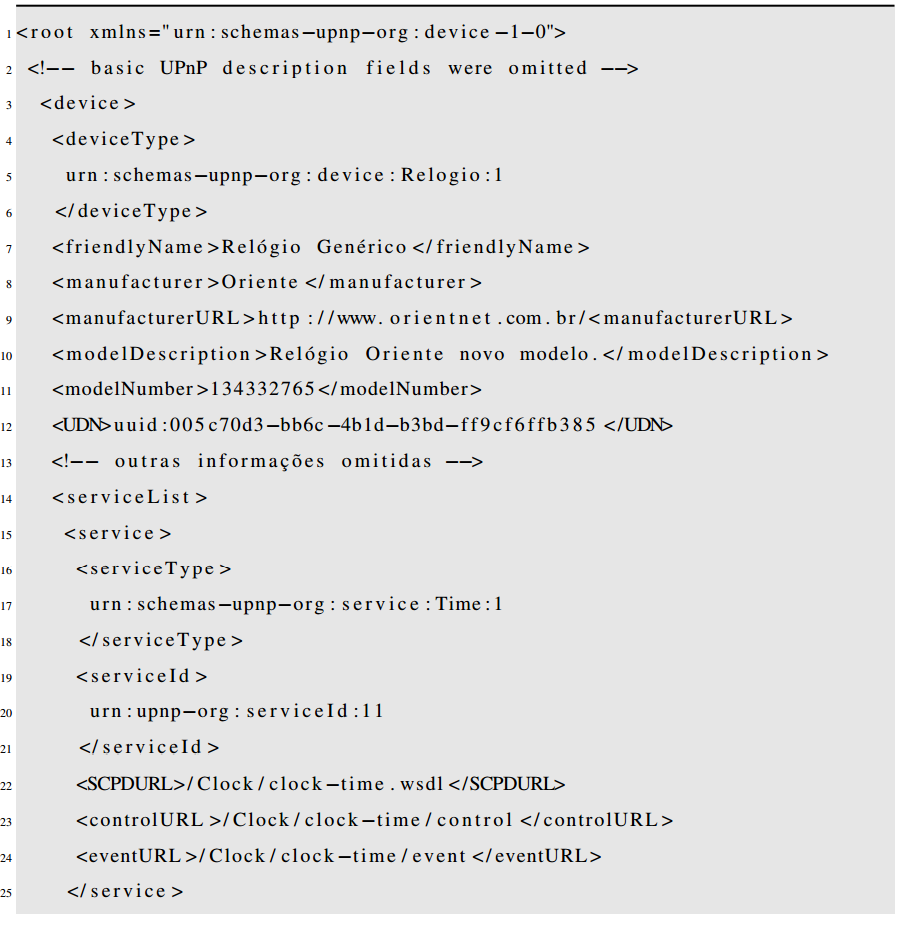 1 <root xmlns="urn:schemas-upnp-org:device-1-0">
2 <!-- basic UPnP description fields were omitted -->
3 <device>
4 <deviceType>
5 urn:schemas-upnp-org:device:Relogio:1
6 </deviceType>
7 <friendlyName>Relógio Genérico</friendlyName>
8 <manufacturer>Oriente</manufacturer>
9 <manufacturerURL>http://www.orientnet.com.br/<manufacturerURL>
10 <modelDescription>Relógio Oriente novo modelo.</modelDescription>
11 <modelNumber>134332765</modelNumber>
12 <UDN>uuid:005c70d3-bb6c-4b1d-b3bd-ff9cf6ffb385</UDN>
13 <!-- outras informações omitidas -->
14 <serviceList>
15 <service>
16 <serviceType>
17 urn:schemas-upnp-org:service:Time:1
18 </serviceType>
19 <serviceId>
20 urn:upnp-org:serviceId:11
21 </serviceId>
22 <SCPDURL>/Clock/clock-time.wsdl</SCPDURL>
23 <controlURL>/Clock/clock-time/control</controlURL>
24 <eventURL>/Clock/clock-time/event</eventURL>
25 </service>